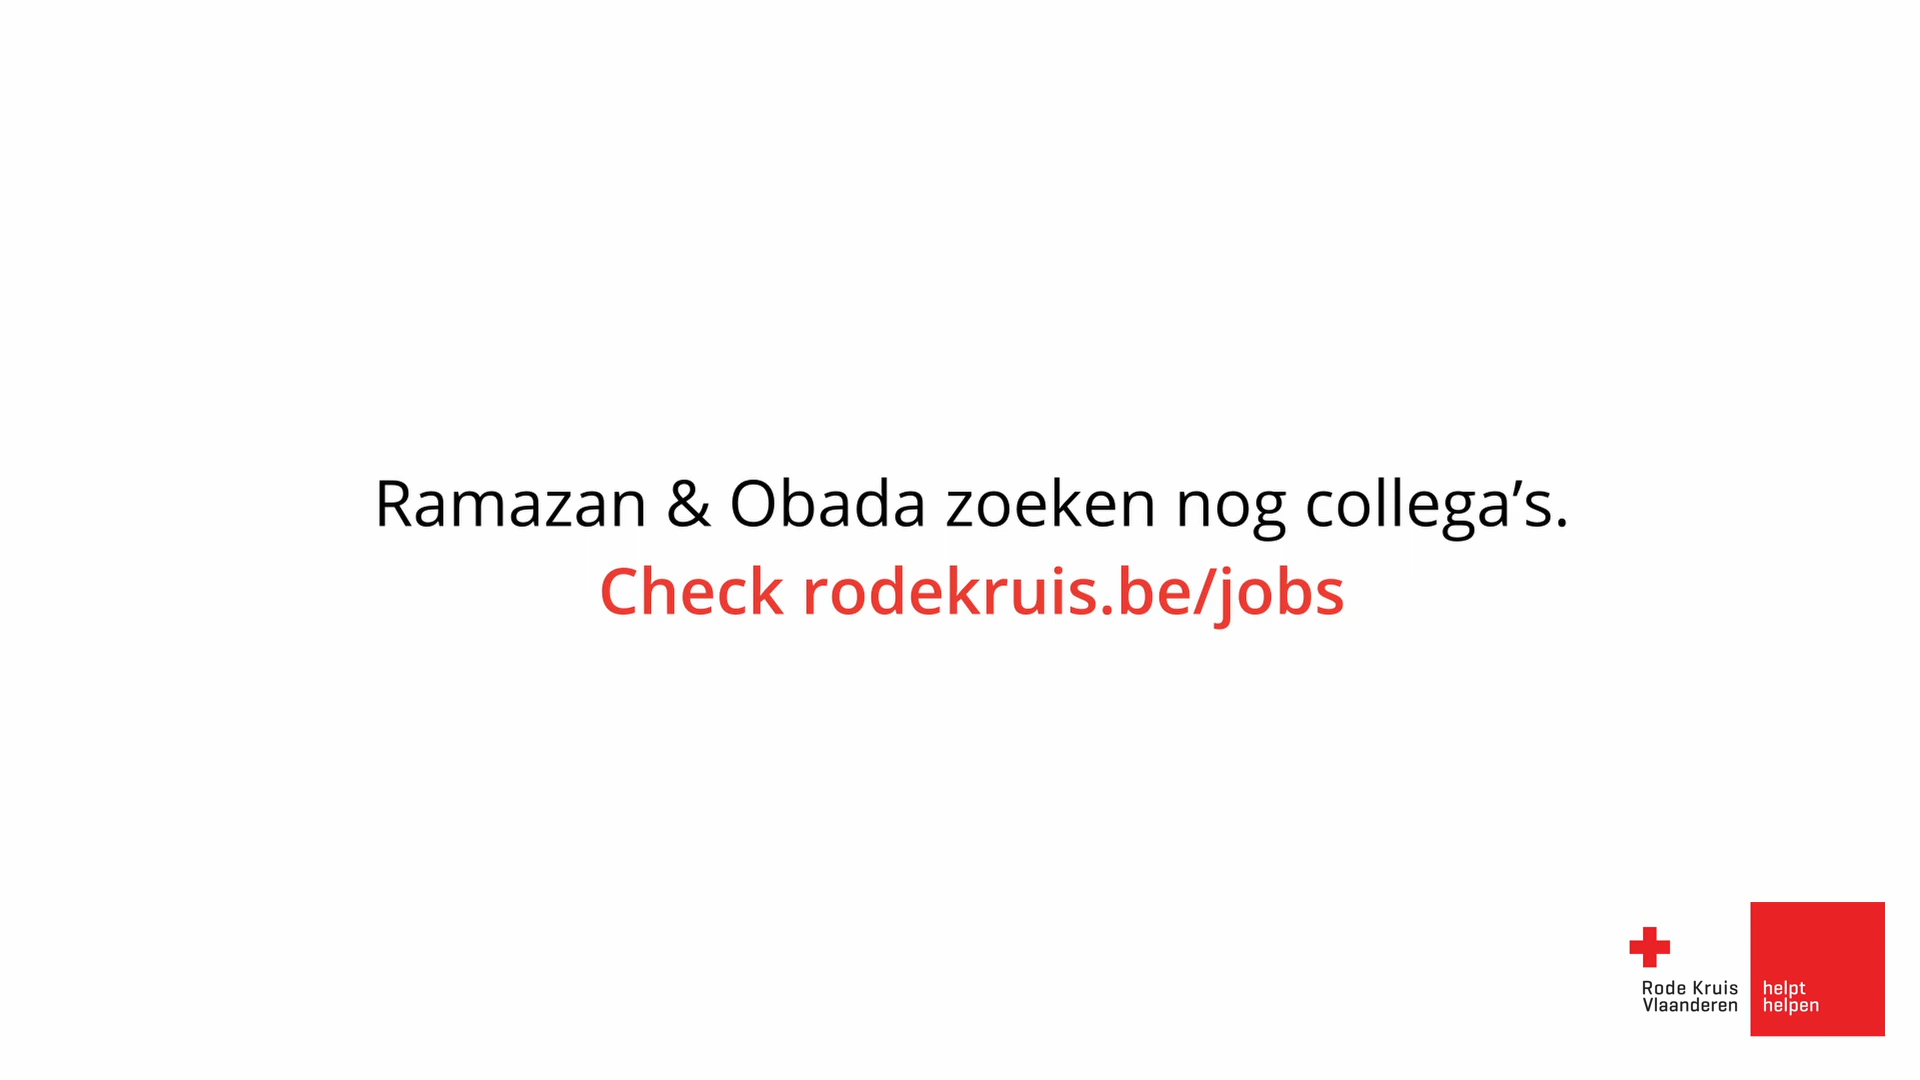 Ramazan & Obada zoeken nog collega’s.
Check rodekruis.be/jobs
Rode Kruis
Vlaanderen
helpt
helpen